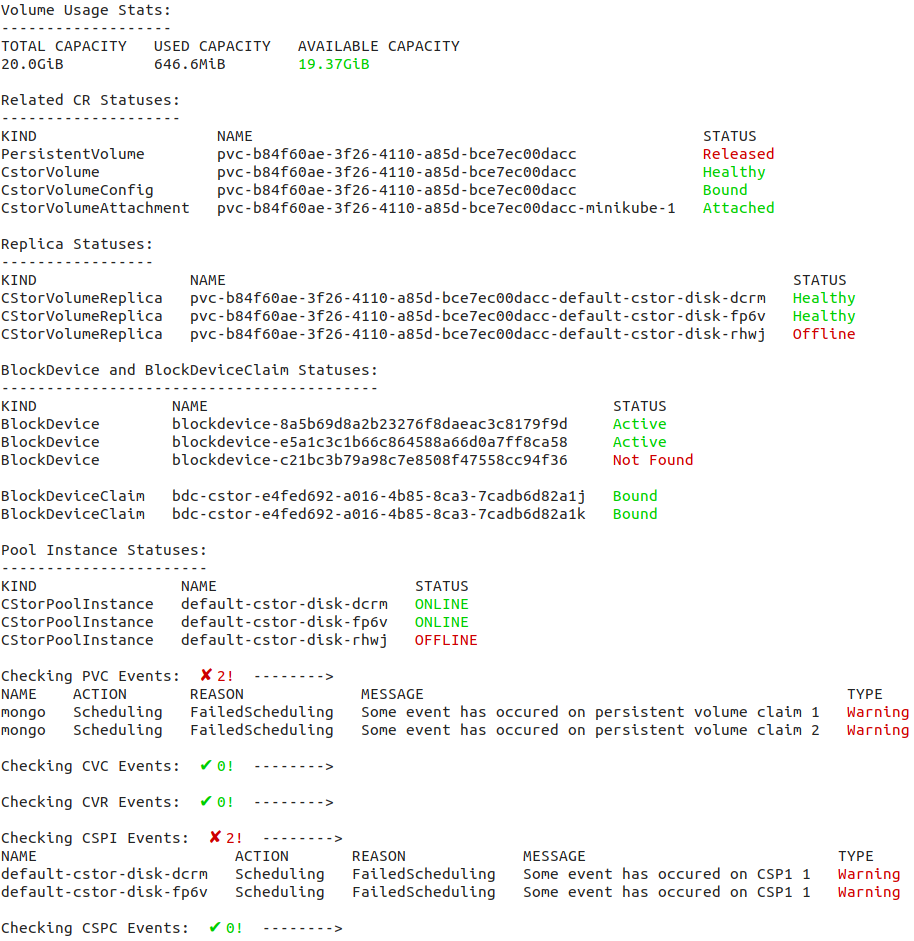 Volume Usage Stats:
-------------------
TOTAL CAPACITY   USED CAPACITY   AVAILABLE CAPACITY
20.0GiB          646.6MiB        19.37GiB
Related CR Statuses:
--------------------
KIND                    NAME                                                  STATUS
PersistentVolume        pvc-b84f60ae-3f26-4110-a85d-bce7ec00dacc              Released
CstorVolume             pvc-b84f60ae-3f26-4110-a85d-bce7ec00dacc              Healthy
CstorVolumeConfig       pvc-b84f60ae-3f26-4110-a85d-bce7ec00dacc              Bound
CstorVolumeAttachment   pvc-b84f60ae-3f26-4110-a85d-bce7ec00dacc-minikube-1   Attached
Replica Statuses:
-----------------
KIND                 NAME                                                               STATUS
CStorVolumeReplica   pvc-b84f60ae-3f26-4110-a85d-bce7ec00dacc-default-cstor-disk-dcrm   Healthy
CStorVolumeReplica   pvc-b84f60ae-3f26-4110-a85d-bce7ec00dacc-default-cstor-disk-fp6v   Healthy
CStorVolumeReplica   pvc-b84f60ae-3f26-4110-a85d-bce7ec00dacc-default-cstor-disk-rhwj   Offline
BlockDevice and BlockDeviceClaim Statuses:
------------------------------------------
KIND               NAME                                             STATUS
BlockDevice        blockdevice-8a5b69d8a2b23276f8daeac3c8179f9d     Active
BlockDevice        blockdevice-e5a1c3c1b66c864588a66d0a7ff8ca58     Active
BlockDevice        blockdevice-c21bc3b79a98c7e8508f47558cc94f36     Not Found
BlockDeviceClaim   bdc-cstor-e4fed692-a016-4b85-8ca3-7cadb6d82a1j   Bound
BlockDeviceClaim   bdc-cstor-e4fed692-a016-4b85-8ca3-7cadb6d82a1k   Bound
Pool Instance Statuses:
-----------------------
KIND                NAME                      STATUS
CStorPoolInstance   default-cstor-disk-dcrm   ONLINE
CStorPoolInstance   default-cstor-disk-fp6v   ONLINE
CStorPoolInstance   default-cstor-disk-rhwj   OFFLINE
Checking PVC Events:  ✘ 2!  -------->
NAME    ACTION       REASON             MESSAGE                                               TYPE
mongo   Scheduling   FailedScheduling   Some event has occured on persistent volume claim 1   Warning
mongo   Scheduling   FailedScheduling   Some event has occured on persistent volume claim 2   Warning
Checking CVC Events:  ✔ 0!  -------->
Checking CVR Events:  ✔ 0!  -------->
Checking CSPI Events:  ✘ 2!  -------->
NAME                      ACTION       REASON             MESSAGE                            TYPE
default-cstor-disk-dcrm   Scheduling   FailedScheduling   Some event has occured on CSP1 1   Warning
default-cstor-disk-fp6v   Scheduling   FailedScheduling   Some event has occured on CSP1 1   Warning
Checking CSPC Events:  ✔ 0!  -------->